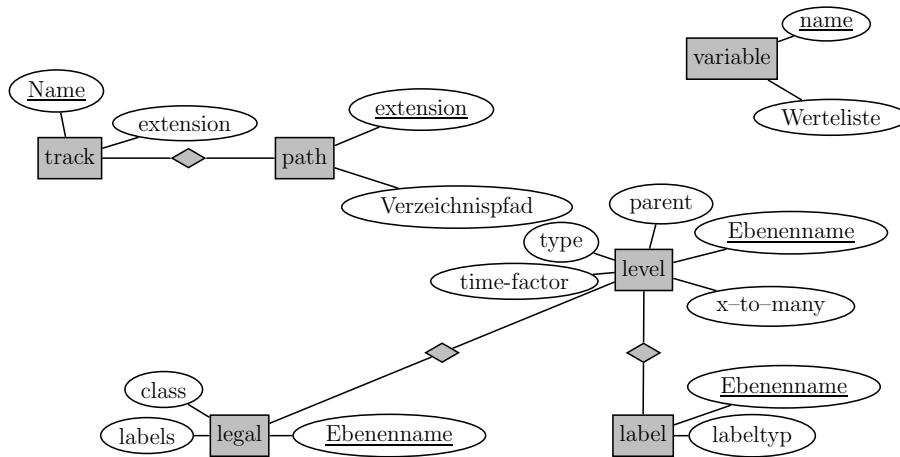 name
variable
Werteliste
Name
extension
track
extension
path
Verzeichnispfad
parent
type
Ebenenname
level
time-factor
x–to–many
class
labels
legal
Ebenenname
Ebenenname
label
labeltyp